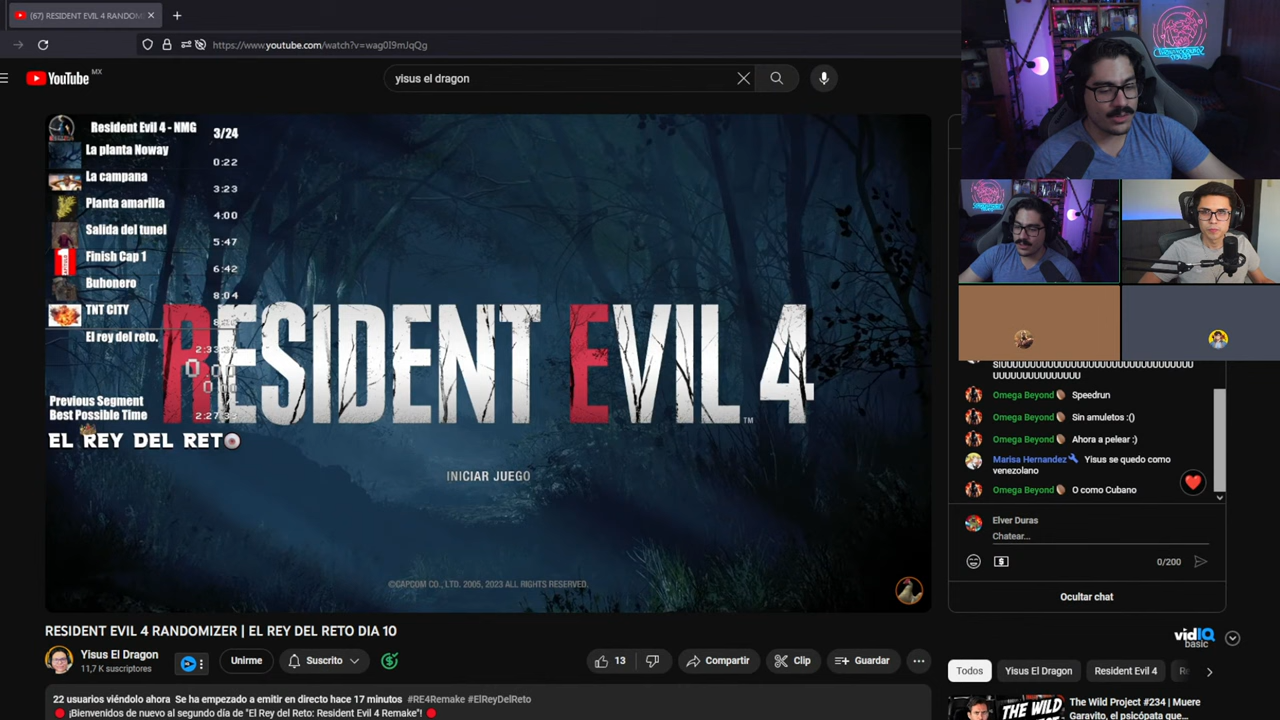 (67) RESIDENT EVIL 4 RANDOM
https://www.youtube.com/watch?v=wag0I9mJqQg
YouTube MX
yisus el dragon
Resident Evil 4 - NMG 3/24
La planta Noway 0:22
La campana 3:23
Planta amarilla 4:00
Salida del tunel 5:47
Finish Cap 1 6:42
Buhonero 8:04
TNT CITY
El rey del reto.
Previous Segment
Best Possible Time
EL REY DEL RETO
RESIDENT EVIL 4 ™
INICIAR JUEGO
©CAPCOM CO., LTD. 2005, 2023 ALL RIGHTS RESERVED.
Omega Beyond Speedrun
Omega Beyond Sin amuletos :()
Omega Beyond Ahora a pelear :)
Marisa Hernandez Yisus se quedo como
venezolano
Omega Beyond O como Cubano
Elver Duras
Chatear...
0/200
Ocultar chat
RESIDENT EVIL 4 RANDOMIZER | EL REY DEL RETO DIA 10
Yisus El Dragon
11,7 K suscriptores
Unirme
Suscrito
13
Compartir
Clip
Guardar
vidIQ
basic
Todos
Yisus El Dragon
Resident Evil 4
22 usuarios viéndolo ahora Se ha empezado a emitir en directo hace 17 minutos #RE4Remake #ElReyDelReto
¡Bienvenidos de nuevo al segundo día de "El Rey del Reto: Resident Evil 4 Remake"!
THE WILD
The Wild Project #234 | Muere
Garavito, el psicópata que